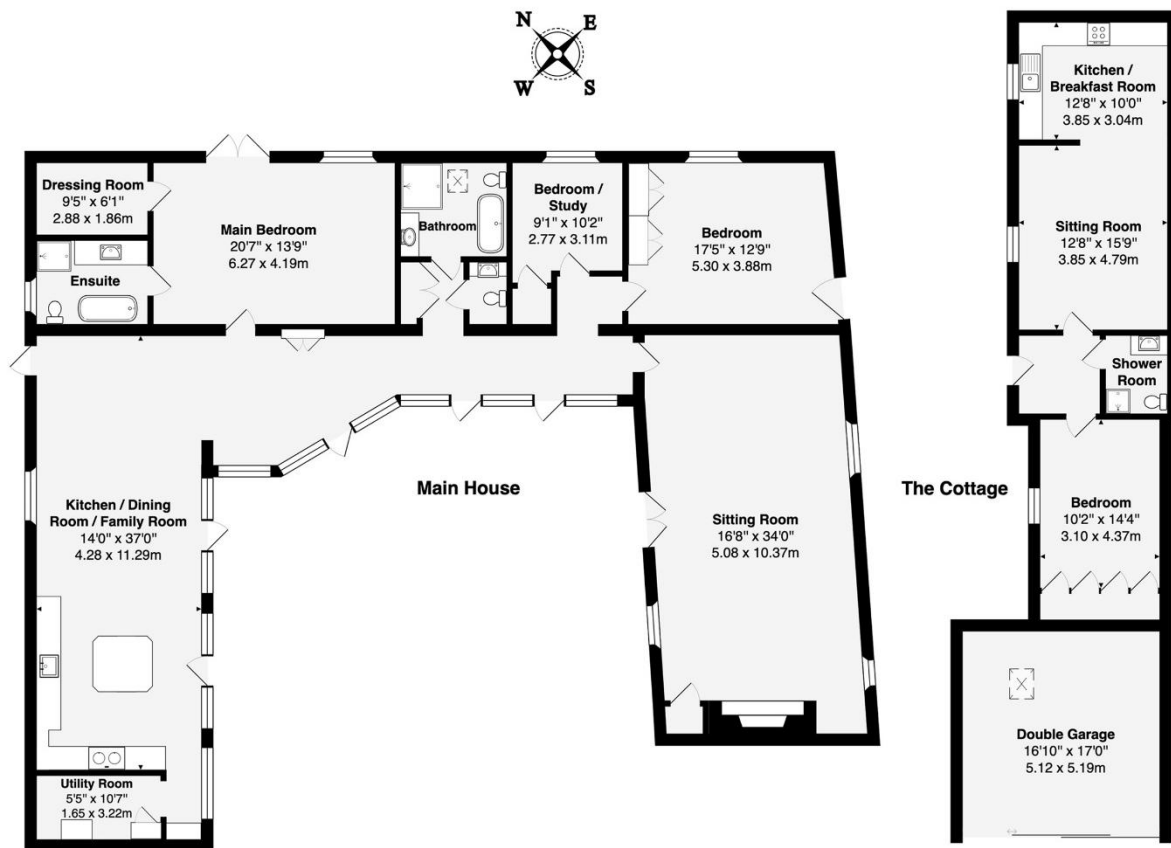 N E
W S
Dressing Room
9'5" x 6'1"
2.88 x 1.86m
Ensuite
Main Bedroom
20'7" x 13'9"
6.27 x 4.19m
Bathroom
Bedroom /
Study
9'1" x 10'2"
2.77 x 3.11m
Bedroom
17'5" x 12'9"
5.30 x 3.88m
Main House
Kitchen / Dining
Room / Family Room
14'0" x 37'0"
4.28 x 11.29m
Sitting Room
16'8" x 34'0"
5.08 x 10.37m
Utility Room
5'5" x 10'7"
1.65 x 3.22m
The Cottage
Kitchen /
Breakfast Room
12'8" x 10'0"
3.85 x 3.04m
Sitting Room
12'8" x 15'9"
3.85 x 4.79m
Shower
Room
Bedroom
10'2" x 14'4"
3.10 x 4.37m
Double Garage
16'10" x 17'0"
5.12 x 5.19m